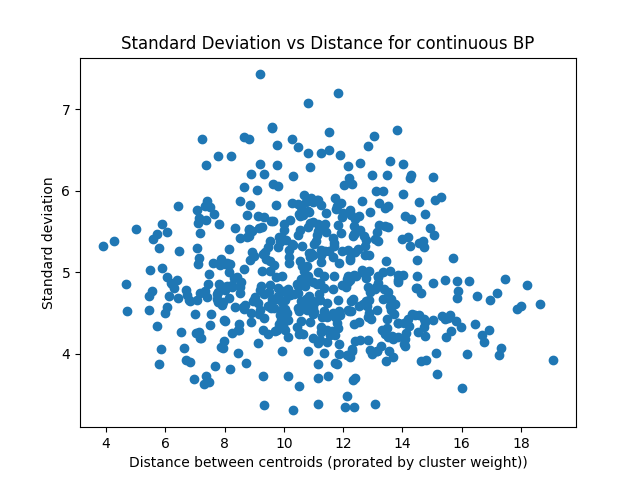 Standard Deviation vs Distance for continuous BP
Standard deviation
7
6
5
4
4 6 8 10 12 14 16 18
Distance between centroids (prorated by cluster weight))